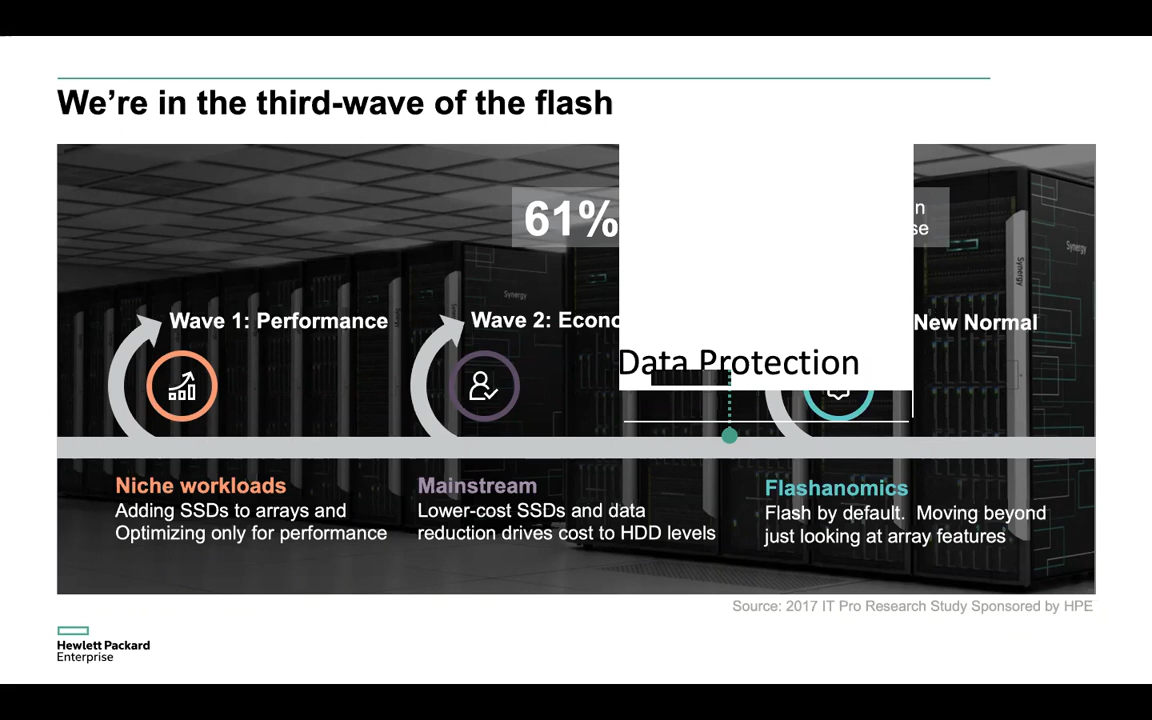 We’re in the third-wave of the flash
61%
Wave 1: Performance
Wave 2:
New Normal
Data Protection
Synergy
Synergy
Synergy
Niche workloads
Adding SSDs to arrays and
Optimizing only for performance
Mainstream
Lower-cost SSDs and data
reduction drives cost to HDD levels
Flashanomics
Flash by default.  Moving beyond
just looking at array features
Source: 2017 IT Pro Research Study Sponsored by HPE
Hewlett Packard
Enterprise